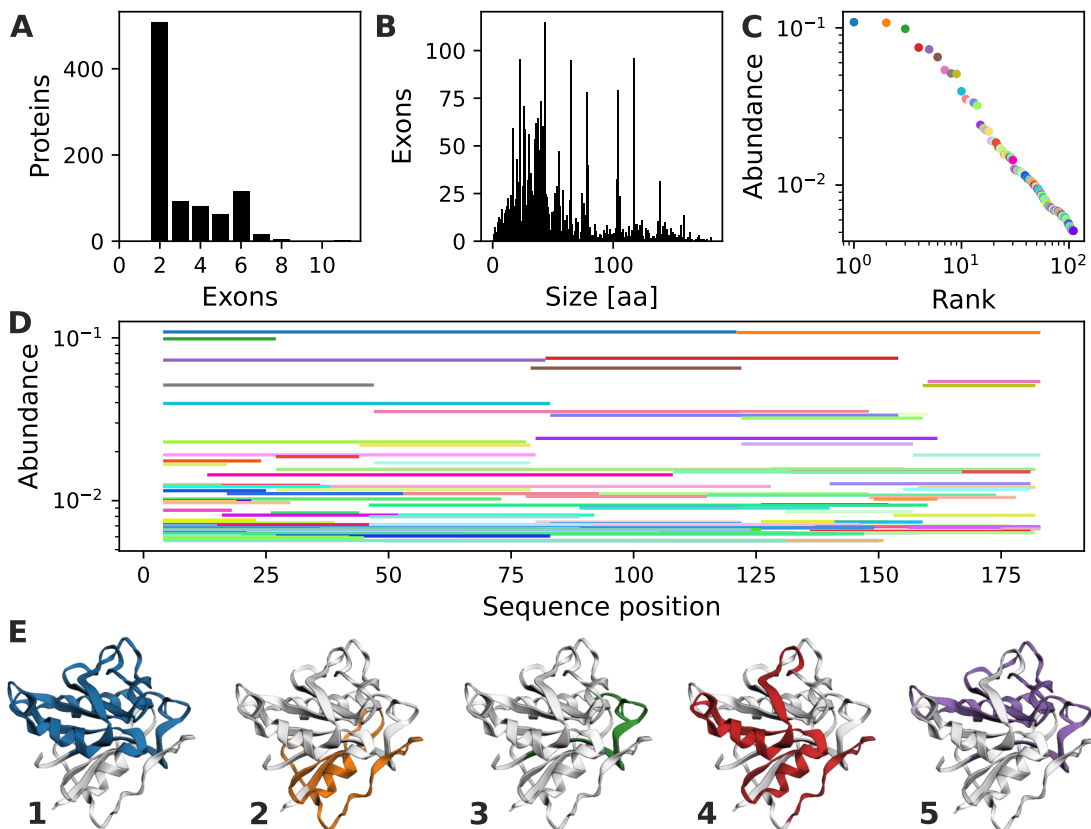 A
Proteins
400
200
0
0 2 4 6 8 10
Exons
B
Exons
100
75
50
25
0
0 100
Size [aa]
C
Abundance
10⁻¹
10⁻²
10⁰ 10¹ 10²
Rank
D
Abundance
10⁻¹
10⁻²
0 25 50 75 100 125 150 175
Sequence position
E
1 2 3 4 5